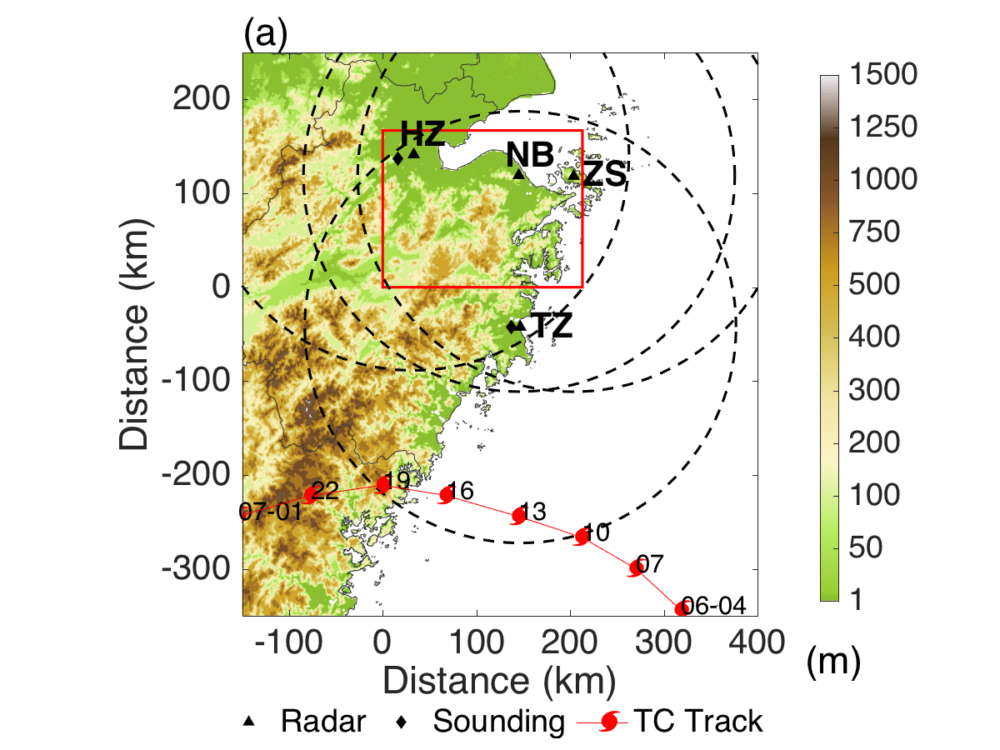 (a)
200
100
0
-100
-200
-300
Distance (km)
HZ
NB
ZS
TZ
07-01
22
19
16
13
10
07
06-04
-100
0
100
200
300
400
Distance (km)
1500
1250
1000
750
500
400
300
200
100
50
1
(m)
Radar
Sounding
TC Track